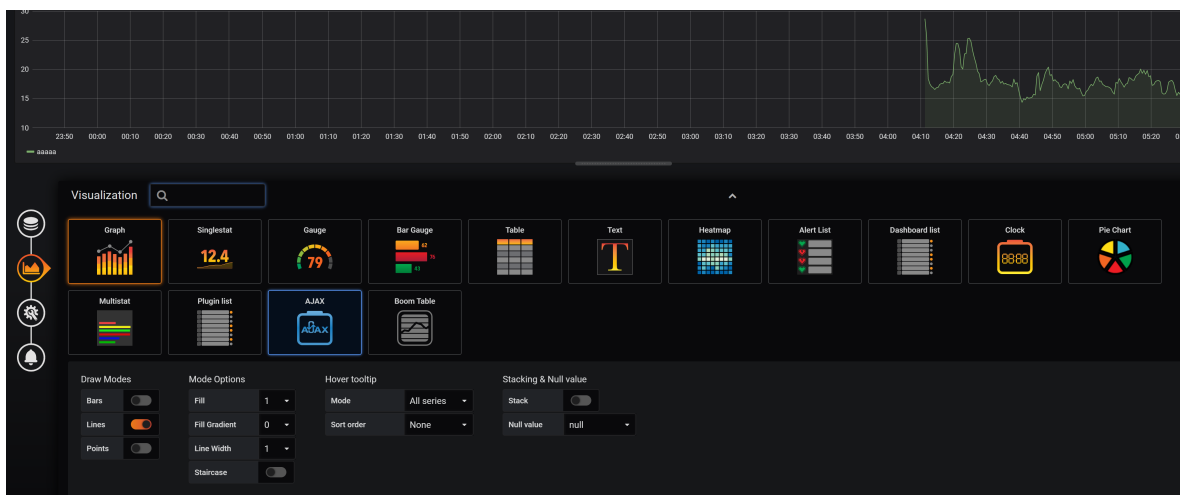 30
25
20
15
10
23:50 00:00 00:10 00:20 00:30 00:40 00:50 01:00 01:10 01:20 01:30 01:40 01:50 02:00 02:10 02:20 02:30 02:40 02:50 03:00 03:10 03:20 03:30 03:40 03:50 04:00 04:10 04:20 04:30 04:40 04:50 05:00 05:10 05:20
aaaaa
Visualization
Graph Singlestat Gauge Bar Gauge Table Text Heatmap Alert List Dashboard list Clock Pie Chart
12.4 79 62 76 43 T 88:88
Multistat Plugin list AJAX Boom Table
AJAX
Draw Modes Mode Options Hover tooltip Stacking & Null value
Bars Fill 1 Mode All series Stack
Lines Fill Gradient 0 Sort order None Null value null
Points Line Width 1
Staircase